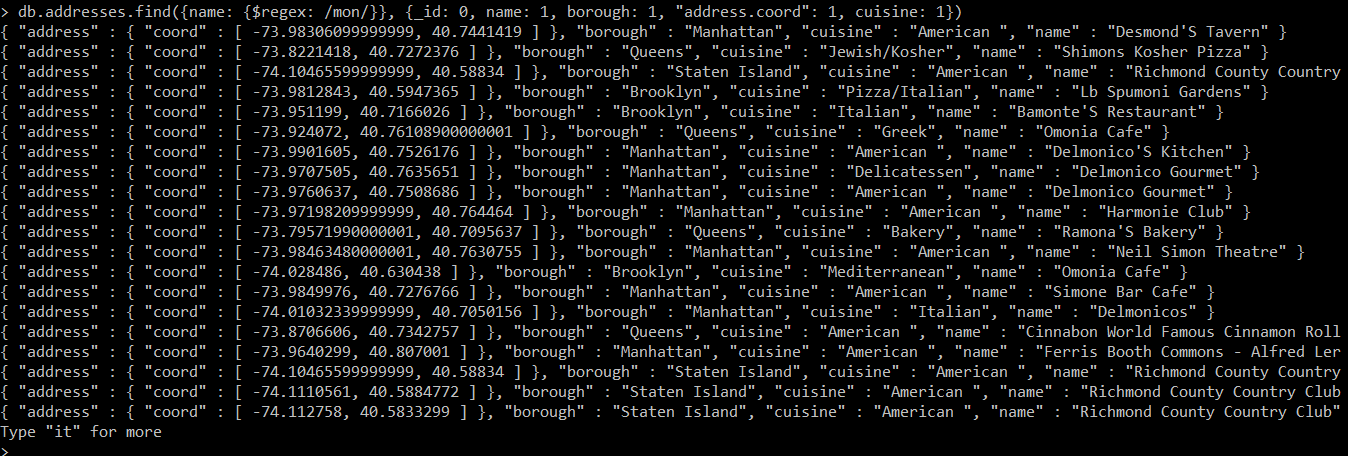 > db.addresses.find({name: {$regex: /mon/}}, {_id: 0, name: 1, borough: 1, "address.coord": 1, cuisine: 1})
{ "address" : { "coord" : [ -73.98306099999999, 40.7441419 ] }, "borough" : "Manhattan", "cuisine" : "American ", "name" : "Desmond'S Tavern" }
{ "address" : { "coord" : [ -73.8221418, 40.7272376 ] }, "borough" : "Queens", "cuisine" : "Jewish/Kosher", "name" : "Shimons Kosher Pizza" }
{ "address" : { "coord" : [ -74.10465599999999, 40.58834 ] }, "borough" : "Staten Island", "cuisine" : "American ", "name" : "Richmond County Country
{ "address" : { "coord" : [ -73.9812843, 40.5947365 ] }, "borough" : "Brooklyn", "cuisine" : "Pizza/Italian", "name" : "Lb Spumoni Gardens" }
{ "address" : { "coord" : [ -73.951199, 40.7166026 ] }, "borough" : "Brooklyn", "cuisine" : "Italian", "name" : "Bamonte'S Restaurant" }
{ "address" : { "coord" : [ -73.924072, 40.76108900000001 ] }, "borough" : "Queens", "cuisine" : "Greek", "name" : "Omonia Cafe" }
{ "address" : { "coord" : [ -73.9901605, 40.7526176 ] }, "borough" : "Manhattan", "cuisine" : "American ", "name" : "Delmonico'S Kitchen" }
{ "address" : { "coord" : [ -73.9707505, 40.7635651 ] }, "borough" : "Manhattan", "cuisine" : "Delicatessen", "name" : "Delmonico Gourmet" }
{ "address" : { "coord" : [ -73.9760637, 40.7508686 ] }, "borough" : "Manhattan", "cuisine" : "American ", "name" : "Delmonico Gourmet" }
{ "address" : { "coord" : [ -73.97198209999999, 40.764464 ] }, "borough" : "Manhattan", "cuisine" : "American ", "name" : "Harmonie Club" }
{ "address" : { "coord" : [ -73.79571990000001, 40.7095637 ] }, "borough" : "Queens", "cuisine" : "Bakery", "name" : "Ramona'S Bakery" }
{ "address" : { "coord" : [ -73.98463480000001, 40.7630755 ] }, "borough" : "Manhattan", "cuisine" : "American ", "name" : "Neil Simon Theatre" }
{ "address" : { "coord" : [ -74.028486, 40.630438 ] }, "borough" : "Brooklyn", "cuisine" : "Mediterranean", "name" : "Omonia Cafe" }
{ "address" : { "coord" : [ -73.9849976, 40.7276766 ] }, "borough" : "Manhattan", "cuisine" : "American ", "name" : "Simone Bar Cafe" }
{ "address" : { "coord" : [ -74.01032339999999, 40.7050156 ] }, "borough" : "Manhattan", "cuisine" : "Italian", "name" : "Delmonicos" }
{ "address" : { "coord" : [ -73.8706606, 40.7342757 ] }, "borough" : "Queens", "cuisine" : "American ", "name" : "Cinnabon World Famous Cinnamon Roll
{ "address" : { "coord" : [ -73.9640299, 40.807001 ] }, "borough" : "Manhattan", "cuisine" : "American ", "name" : "Ferris Booth Commons - Alfred Ler
{ "address" : { "coord" : [ -74.10465599999999, 40.58834 ] }, "borough" : "Staten Island", "cuisine" : "American ", "name" : "Richmond County Country
{ "address" : { "coord" : [ -74.1110561, 40.5884772 ] }, "borough" : "Staten Island", "cuisine" : "American ", "name" : "Richmond County Country Club
{ "address" : { "coord" : [ -74.112758, 40.5833299 ] }, "borough" : "Staten Island", "cuisine" : "American ", "name" : "Richmond County Country Club"
Type "it" for more
>